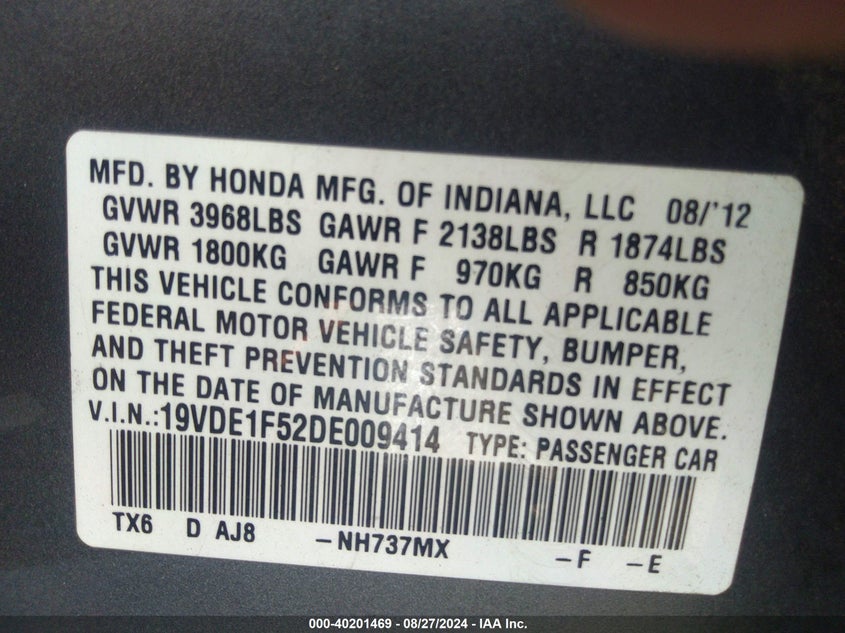 MFD. BY HONDA MFG. OF INDIANA, LLC 08/'12
GVWR 3968LBS GAWR F 2138LBS R 1874LBS
GVWR 1800KG GAWR F 970KG R 850KG
THIS VEHICLE CONFORMS TO ALL APPLICABLE
FEDERAL MOTOR VEHICLE SAFETY, BUMPER,
AND THEFT PREVENTION STANDARDS IN EFFECT
ON THE DATE OF MANUFACTURE SHOWN ABOVE.
V.I.N.:19VDE1F52DE009414 TYPE: PASSENGER CAR
TX6 D AJ8 -NH737MX -F -E
000-40201469 - 08/27/2024 - IAA Inc.